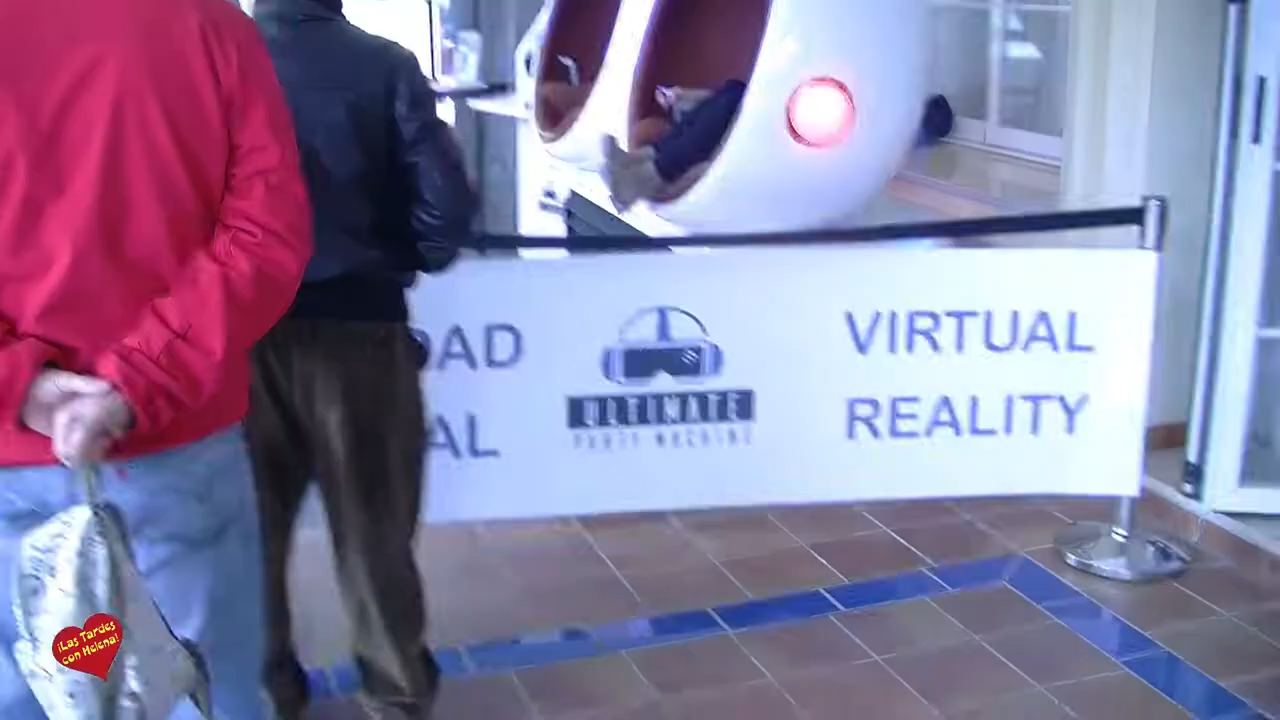 DAD
AL
ULTIMATE
PARTY MACHINE
VIRTUAL
REALITY
¡Las Tardes
con Helena!